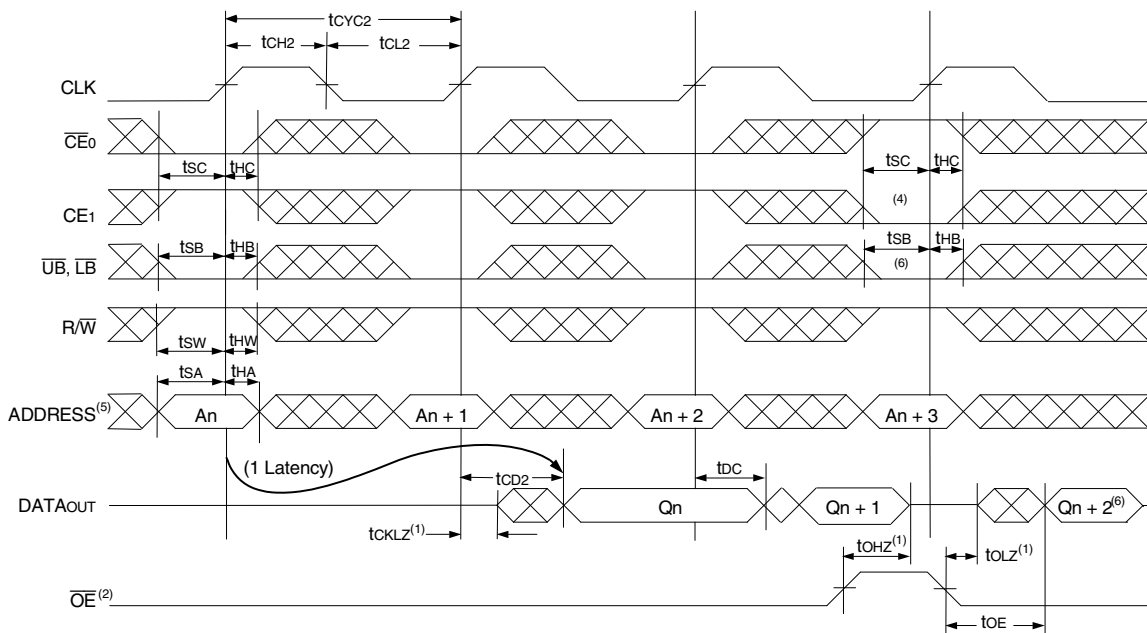 tCYC2
tCH2 tCL2
CLK
CE0
tSC tHC tSC tHC
CE1 (4)
tSB tHB tSB tHB
UB, LB (6)
R/W
tSW tHW
tSA tHA
ADDRESS(5) An An + 1 An + 2 An + 3
(1 Latency) tCD2 tDC
DATAOUT Qn Qn + 1 Qn + 2(6)
tCKLZ(1) tOHZ(1) tOLZ(1)
OE(2)
tOE